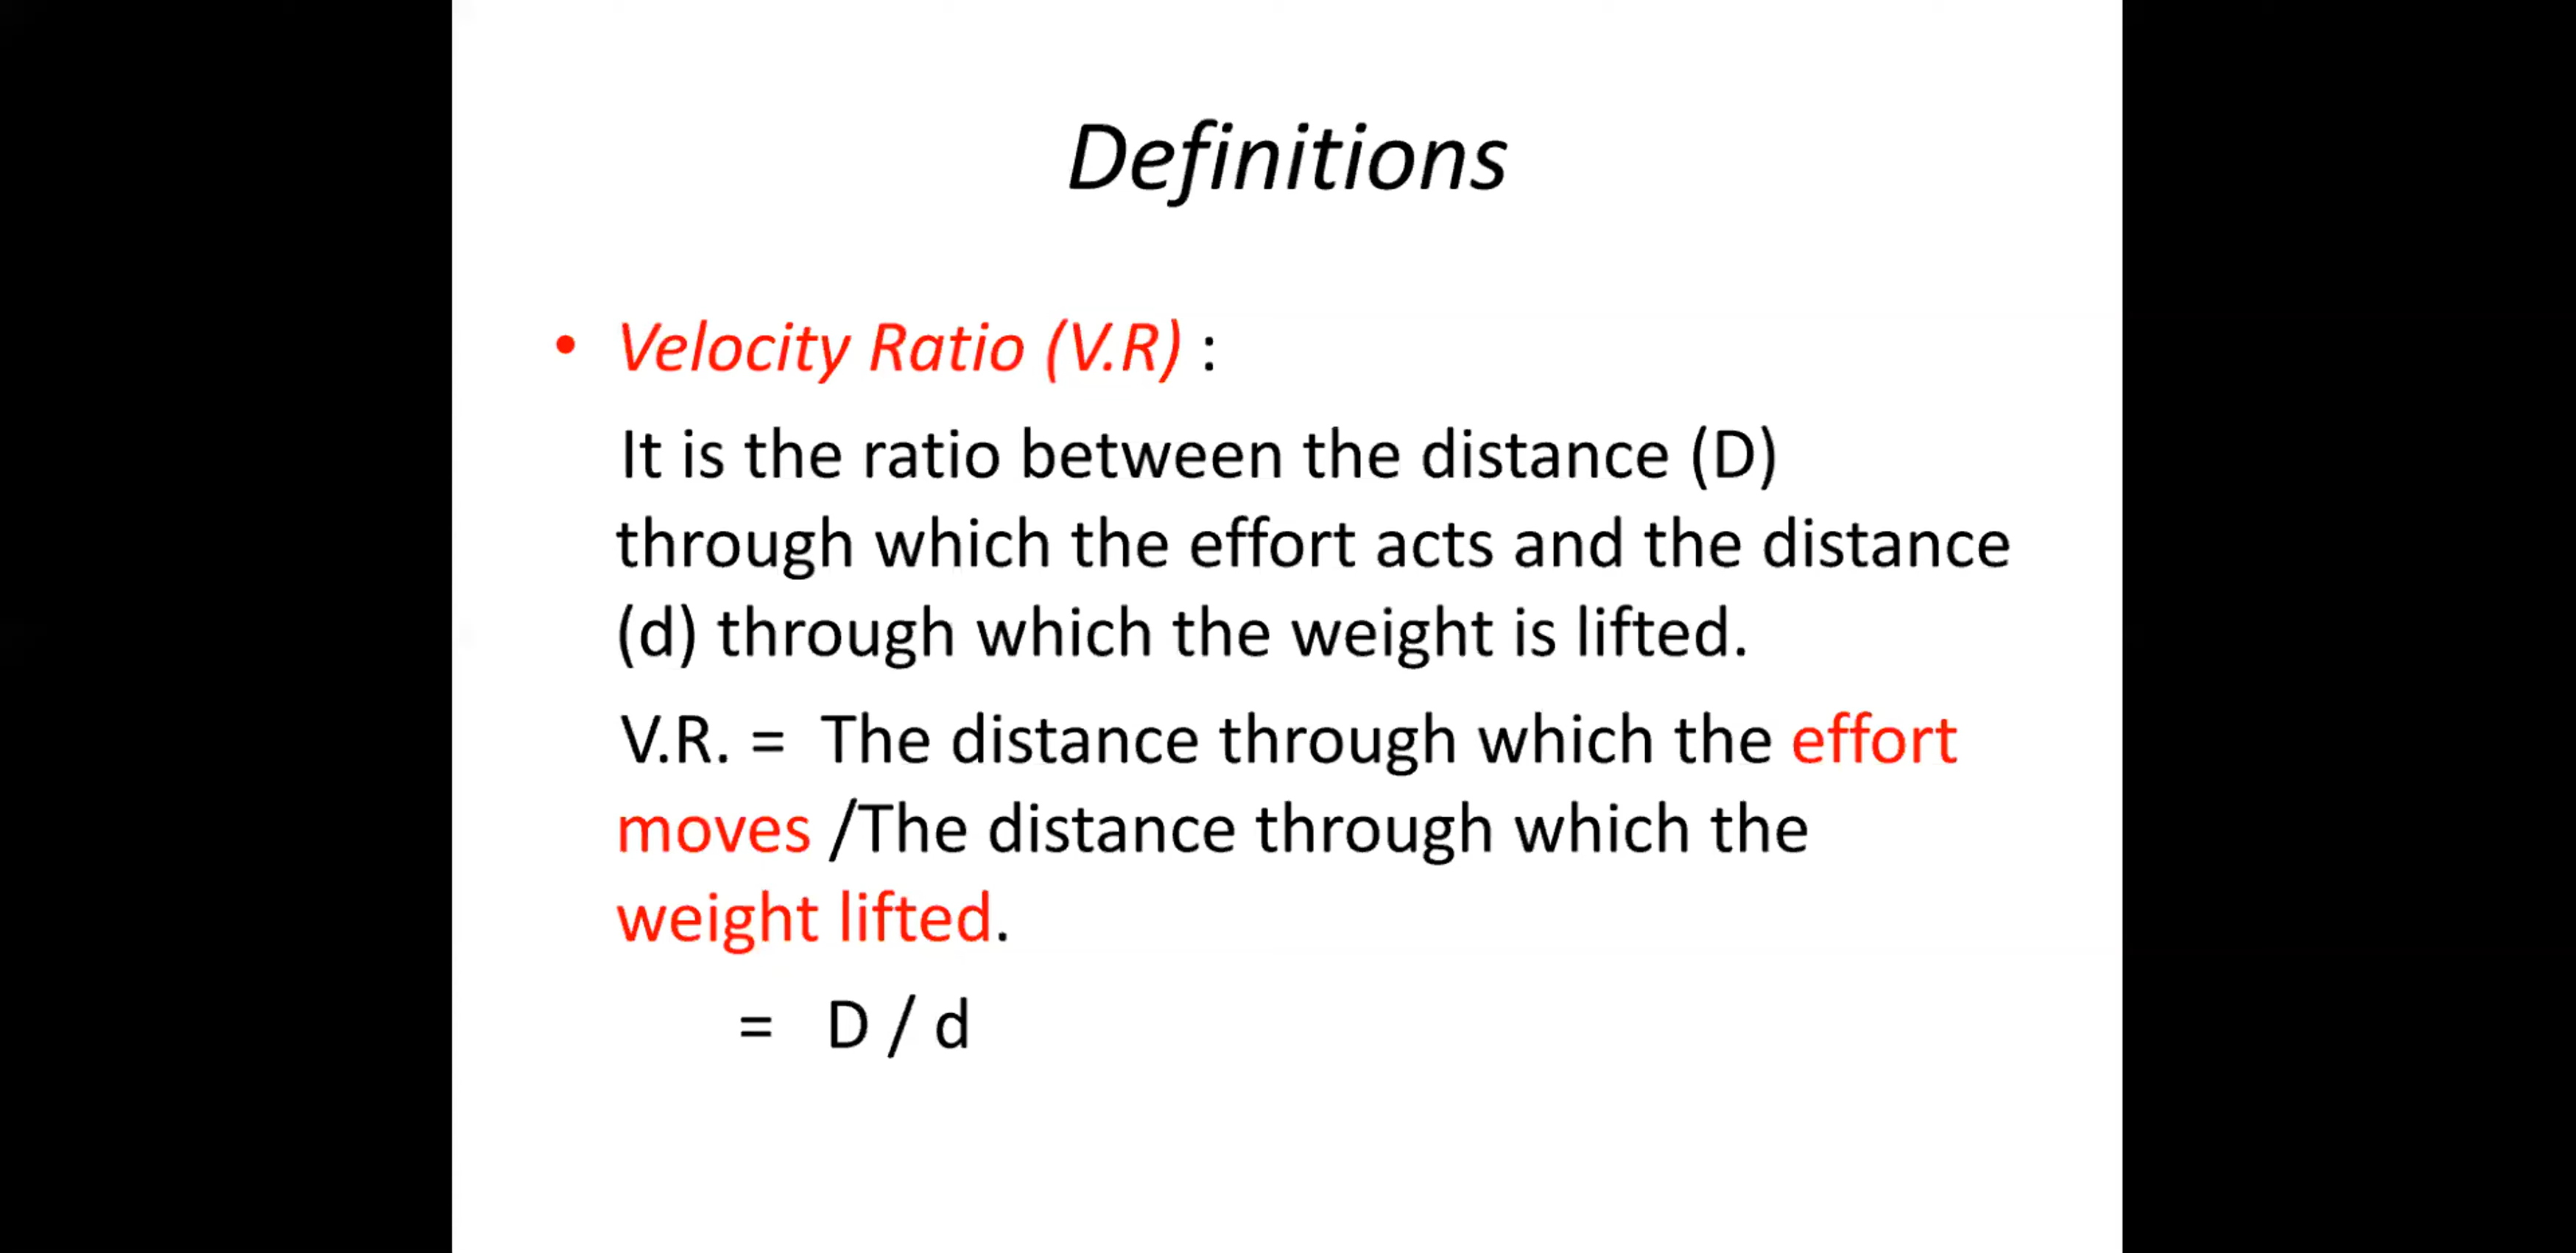 Definitions
• Velocity Ratio (V.R) :
It is the ratio between the distance (D)
through which the effort acts and the distance
(d) through which the weight is lifted.
V.R. = The distance through which the effort
moves /The distance through which the
weight lifted.
= D / d